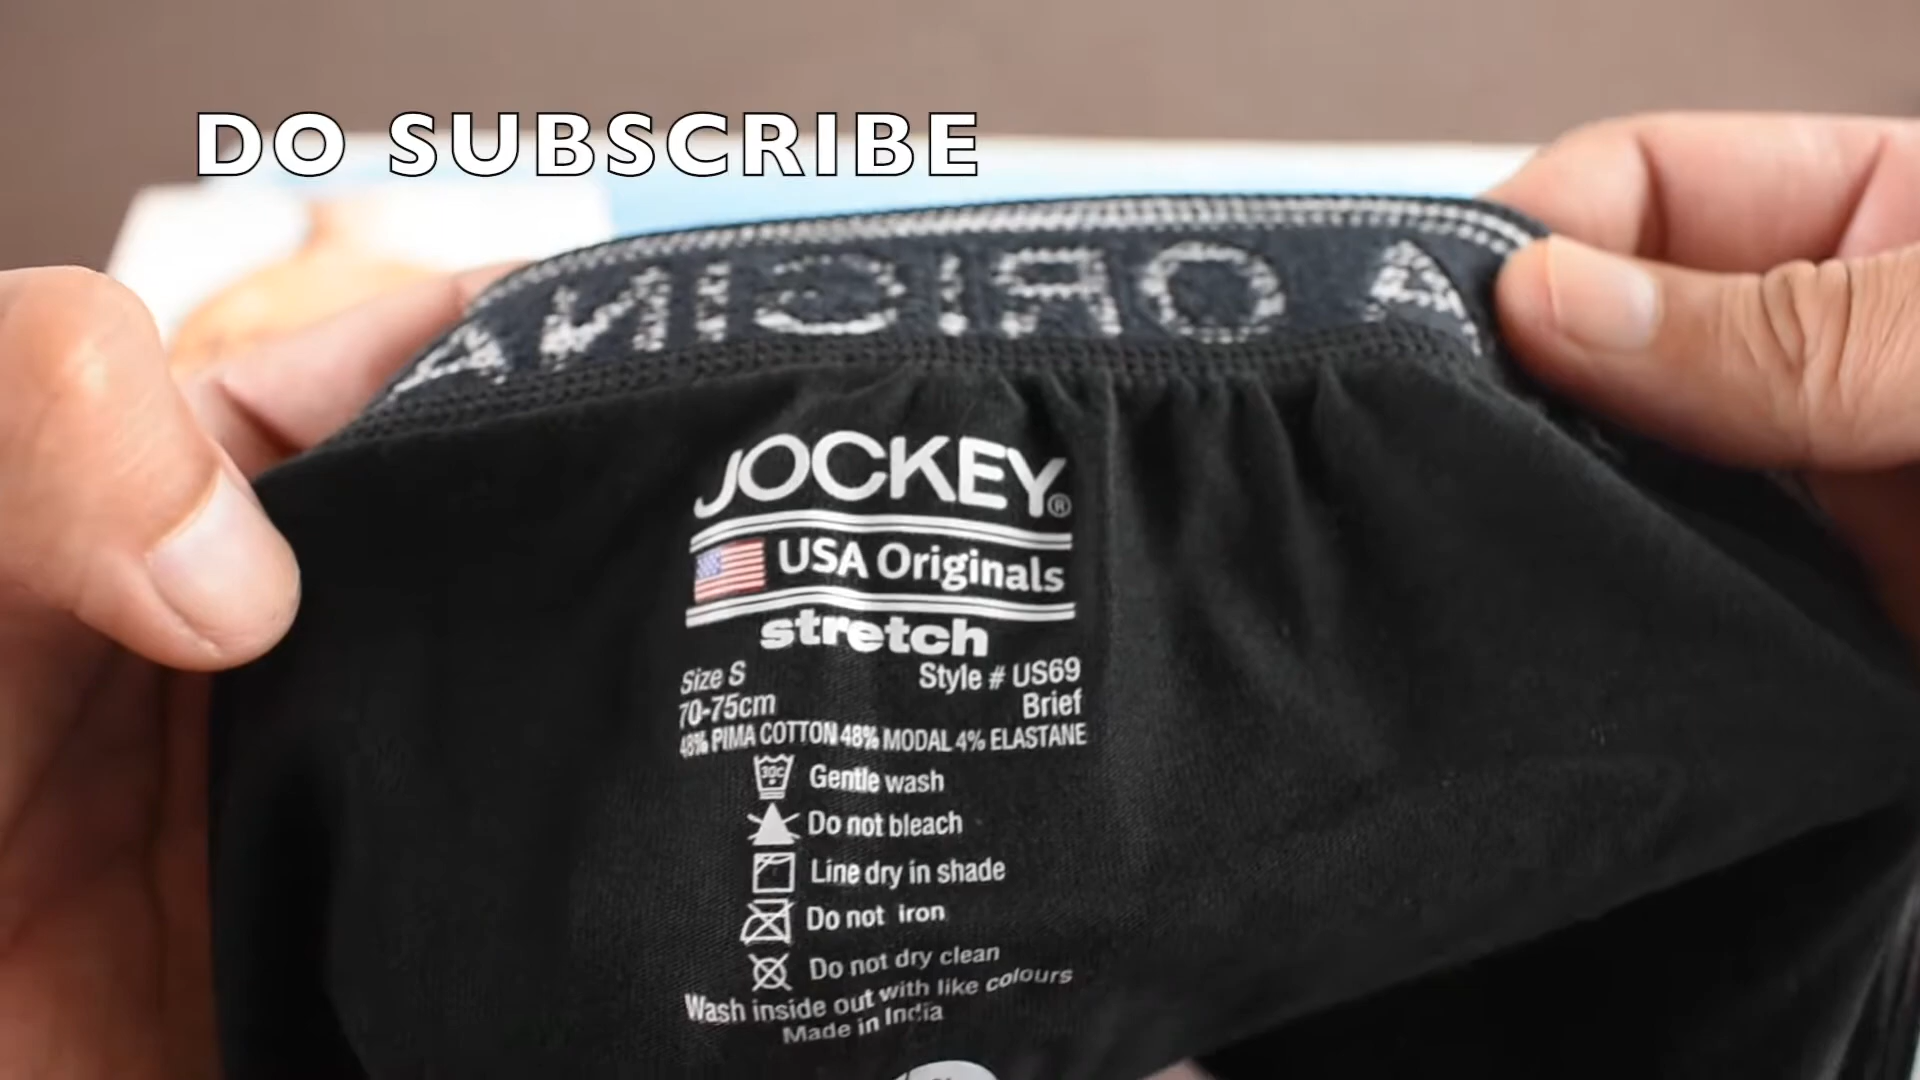 DO SUBSCRIBE
JOCKEY®
USA Originals
stretch
Size S Style # US69
70-75cm Brief
48% PIMA COTTON 48% MODAL 4% ELASTANE
30c Gentle wash
Do not bleach
Line dry in shade
Do not iron
Do not dry clean
Wash inside out with like colours
Made in India